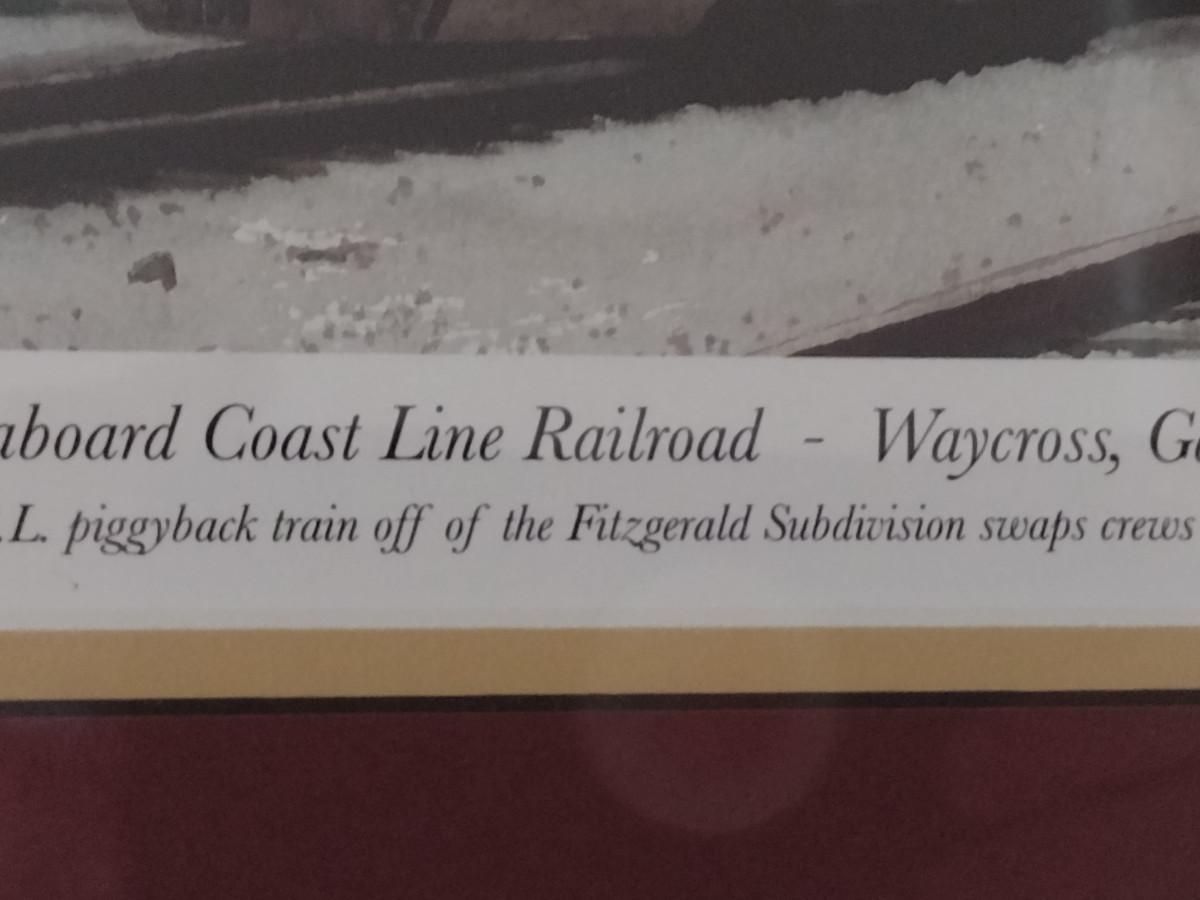 aboard Coast Line Railroad - Waycross, G
.L. piggyback train off of the Fitzgerald Subdivision swaps crews